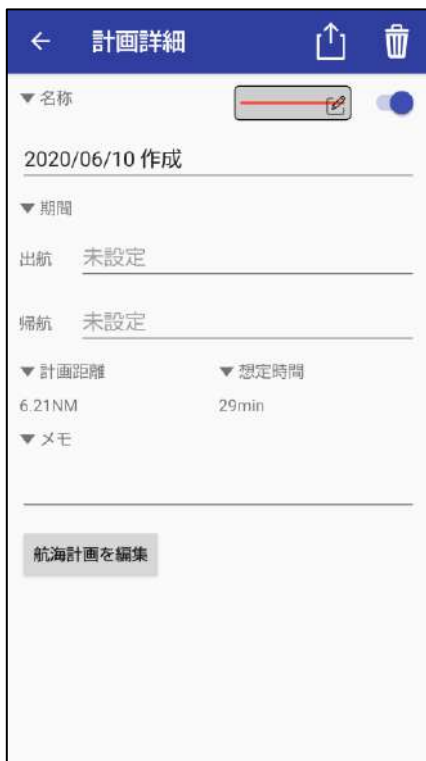 計画詳細
▼名称
2020/06/10 作成
▼期間
出航 未設定
帰航 未設定
▼計画距離 ▼想定時間
6.21NM 29min
▼メモ
航海計画を編集